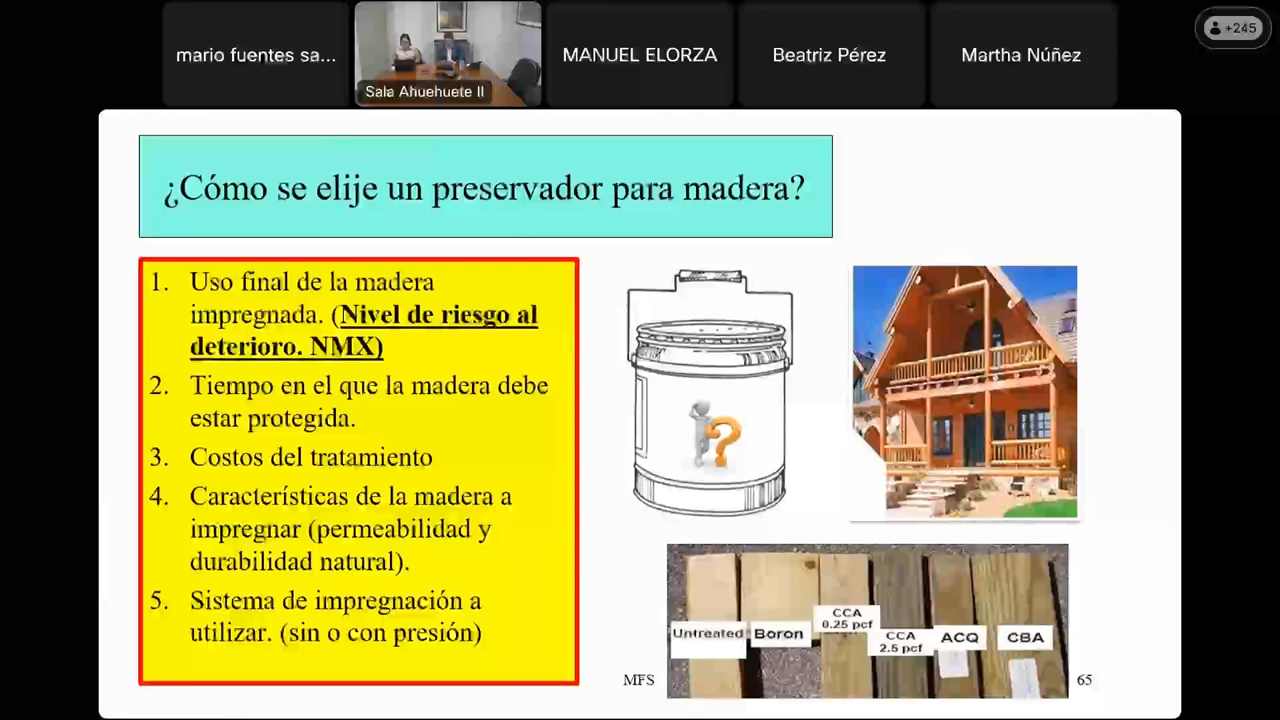 mario fuentes sa...
Sala Ahuehuete II
MANUEL ELORZA
Beatriz Pérez
Martha Núñez
+245
¿Cómo se elije un preservador para madera?
1. Uso final de la madera
impregnada. (Nivel de riesgo al
deterioro. NMX)
2. Tiempo en el que la madera debe
estar protegida.
3. Costos del tratamiento
4. Características de la madera a
impregnar (permeabilidad y
durabilidad natural).
5. Sistema de impregnación a
utilizar. (sin o con presión)
?
Untreated
Boron
CCA
0.25 pcf
CCA
2.5 pcf
ACQ
CBA
MFS
65